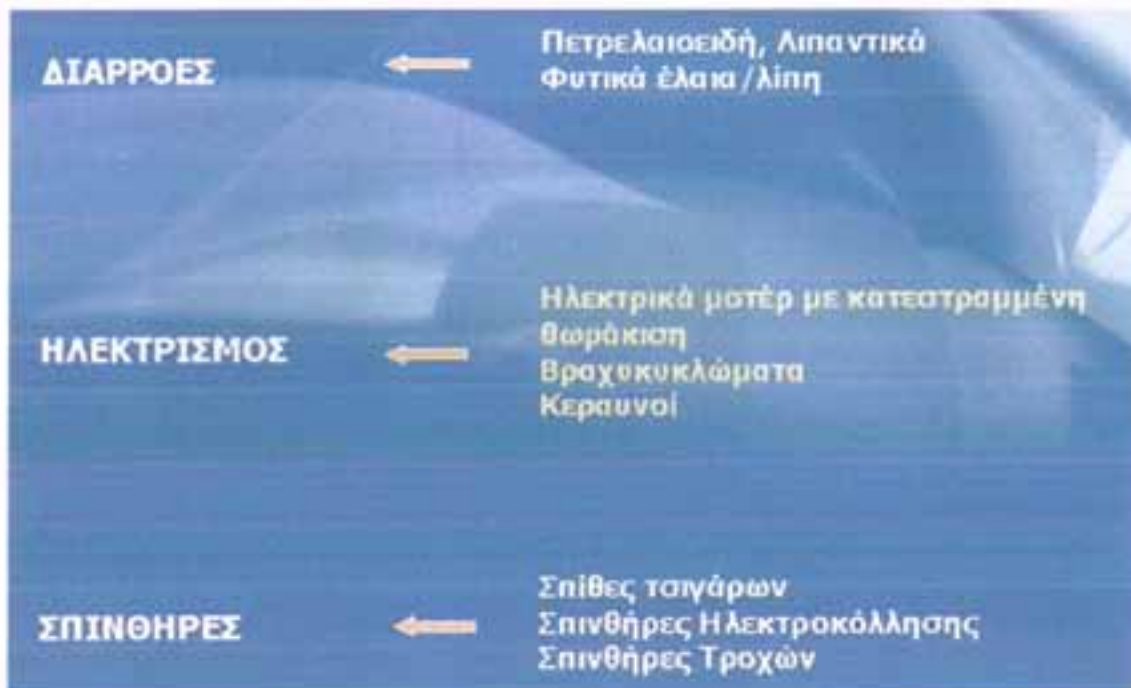 ΔΙΑΡΡΟΕΣ
Πετρελαιοειδή, Λιπαντικά
Φυτικά έλαια/λίπη
ΗΛΕΚΤΡΙΣΜΟΣ
Ηλεκτρικά μοτέρ με κατεστραμμένη
θωράκιση
Βραχυκυκλώματα
Κεραυνοί
ΣΠΙΝΘΗΡΕΣ
Σπίθες τσιγάρων
Σπινθήρες Ηλεκτροκόλλησης
Σπινθήρες Τροχών